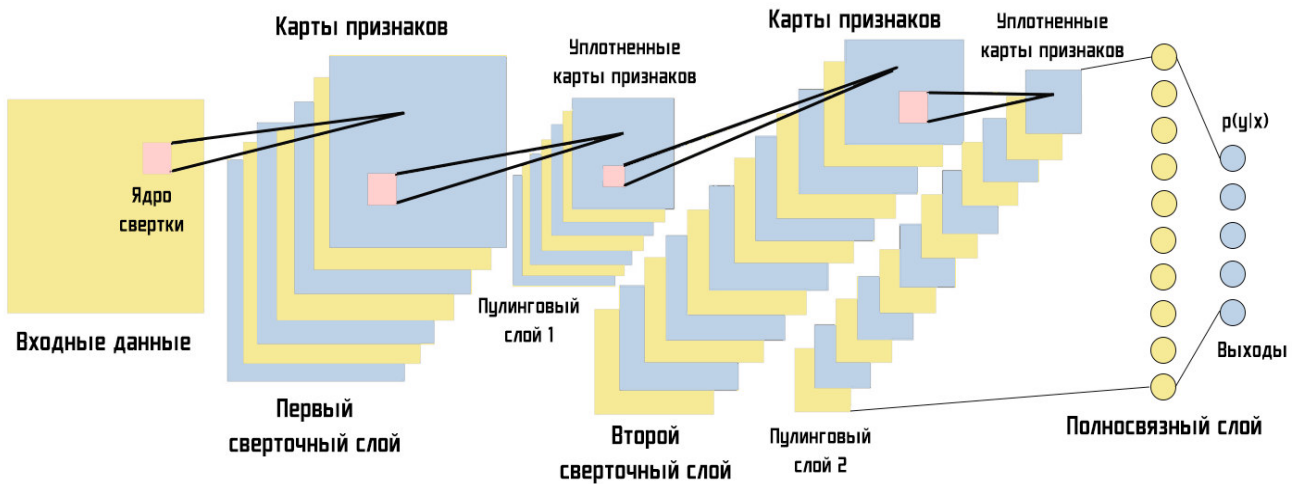 Карты признаков
Уплотненные
карты признаков
Карты признаков
Уплотненные
карты признаков
p(y|x)
Ядро
свертки
Входные данные
Пулинговый
слой 1
Выходы
Первый
сверточный слой
Второй
сверточный слой
Пулинговый
слой 2
Полносвязный слой